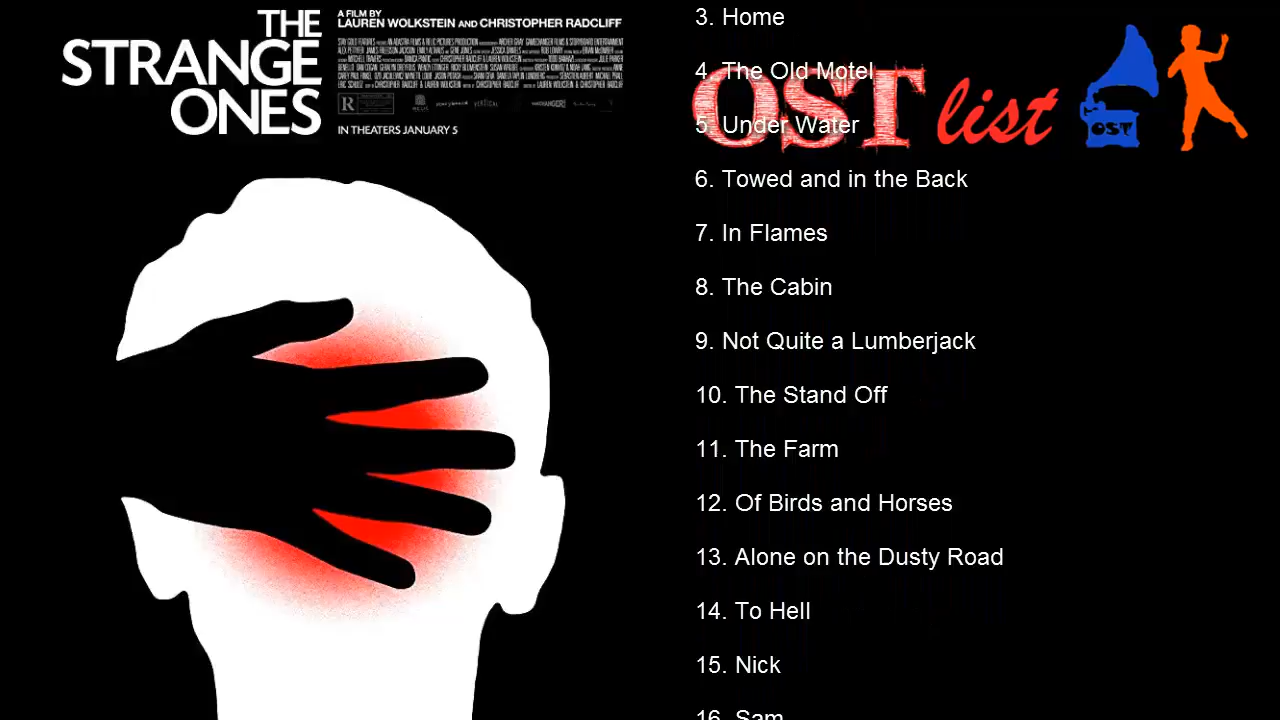 THE
STRANGE
ONES
A FILM BY
LAUREN WOLKSTEIN AND CHRISTOPHER RADCLIFF
R
IN THEATERS JANUARY 5
3. Home
4. The Old Motel
5. Under Water
6. Towed and in the Back
7. In Flames
8. The Cabin
9. Not Quite a Lumberjack
10. The Stand Off
11. The Farm
12. Of Birds and Horses
13. Alone on the Dusty Road
14. To Hell
15. Nick
16. Sam
OST list
OST